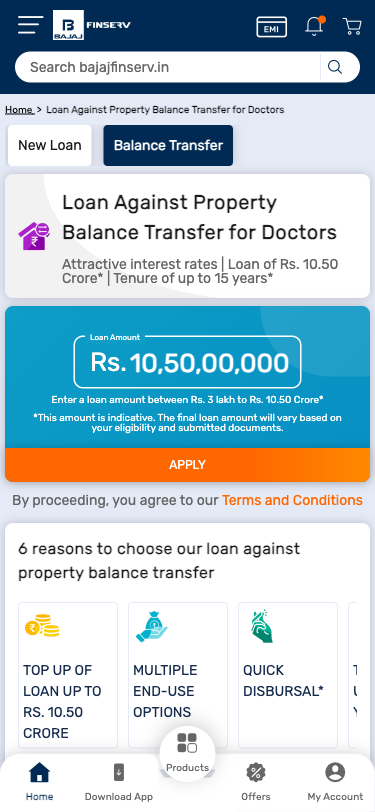 B
BAJAJ
FINSERV
EMI
Search bajajfinserv.in
Home > Loan Against Property Balance Transfer for Doctors
New Loan
Balance Transfer
Loan Against Property
Balance Transfer for Doctors
Attractive interest rates | Loan of Rs. 10.50
Crore* | Tenure of up to 15 years*
Loan Amount
Rs. 10,50,00,000
Enter a loan amount between Rs. 3 lakh to Rs. 10.50 Crore*
*This amount is indicative. The final loan amount will vary based on
your eligibility and submitted documents.
APPLY
By proceeding, you agree to our Terms and Conditions
6 reasons to choose our loan against
property balance transfer
TOP UP OF
LOAN UP TO
RS. 10.50
CRORE
MULTIPLE
END-USE
OPTIONS
QUICK
DISBURSAL*
Home
Download App
Products
Offers
My Account